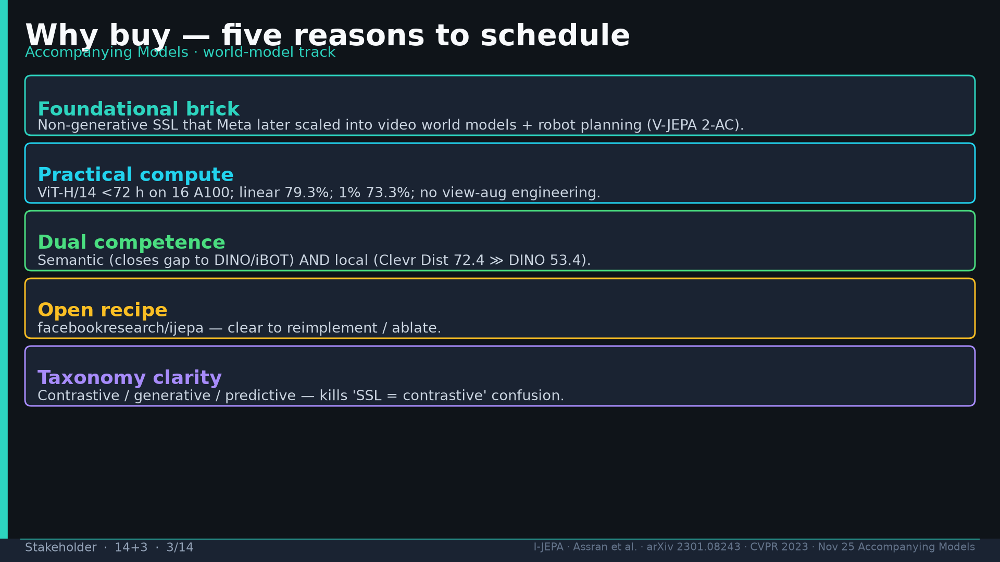 Why buy — five reasons to schedule
Accompanying Models · world-model track
Foundational brick
Non-generative SSL that Meta later scaled into video world models + robot planning (V-JEPA 2-AC).
Practical compute
ViT-H/14 <72 h on 16 A100; linear 79.3%; 1% 73.3%; no view-aug engineering.
Dual competence
Semantic (closes gap to DINO/iBOT) AND local (Clevr Dist 72.4 ≫ DINO 53.4).
Open recipe
facebookresearch/ijepa — clear to reimplement / ablate.
Taxonomy clarity
Contrastive / generative / predictive — kills 'SSL = contrastive' confusion.
Stakeholder · 14+3 · 3/14
I-JEPA · Assran et al. · arXiv 2301.08243 · CVPR 2023 · Nov 25 Accompanying Models